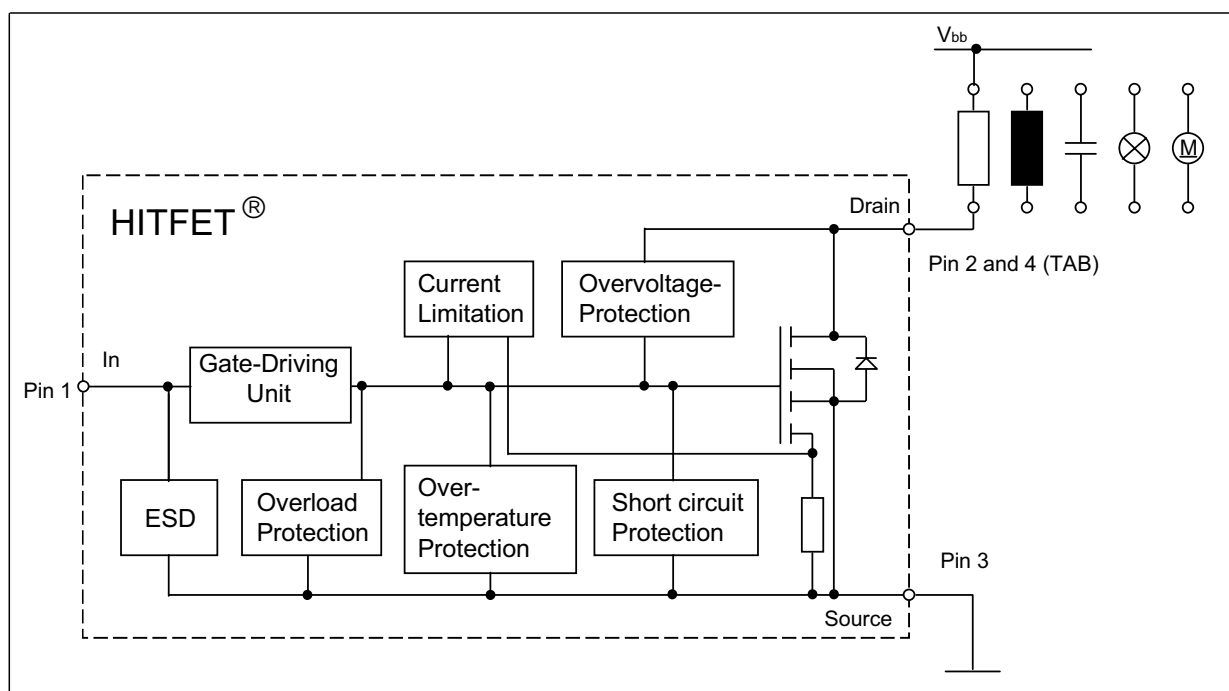 Vbb
HITFET ®
Drain
Pin 2 and 4 (TAB)
Current
Limitation
Overvoltage-
Protection
M
In
Pin 1
Gate-Driving
Unit
ESD
Overload
Protection
Over-
temperature
Protection
Short circuit
Protection
Pin 3
Source